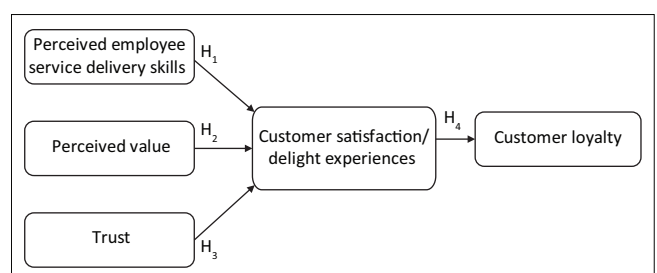 Perceived employee
service delivery skills
H1
Perceived value
H2
Trust
H3
Customer satisfaction/
delight experiences
H4
Customer loyalty